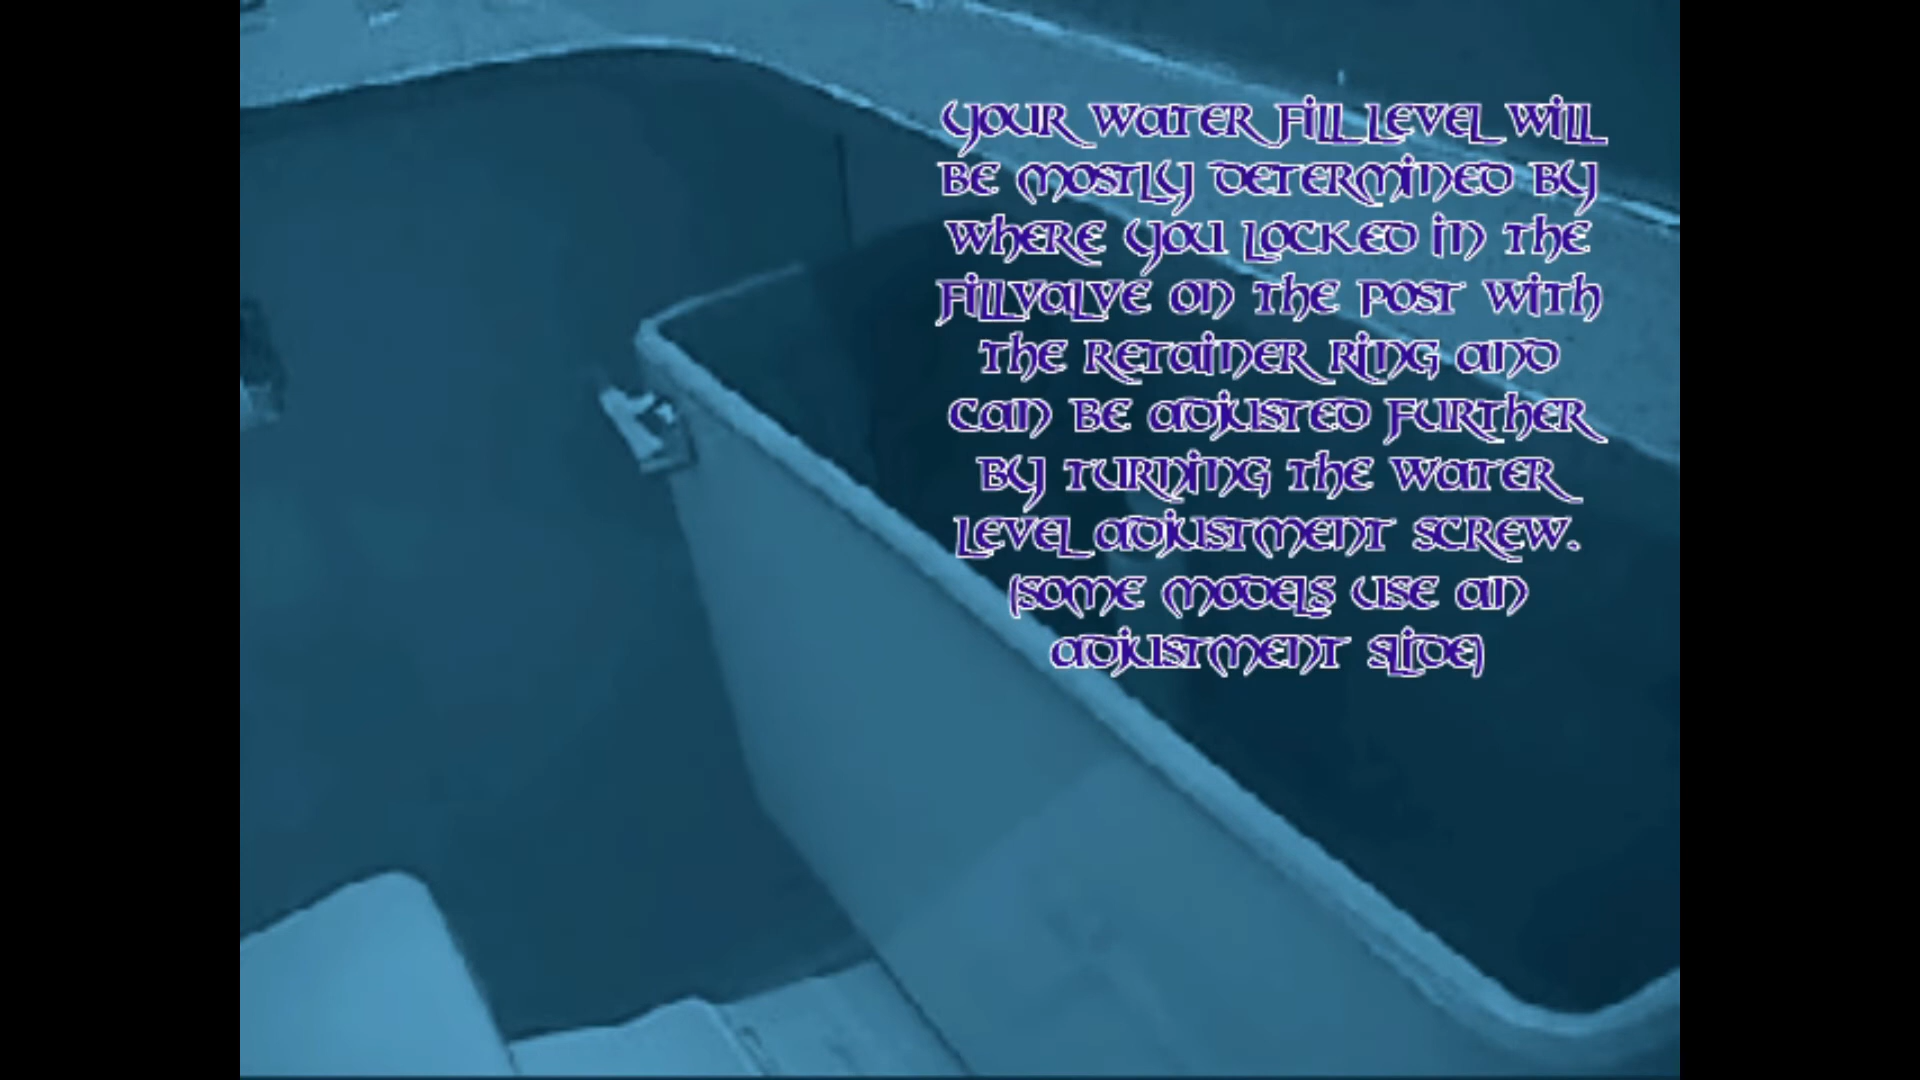 Your water fill level will
be mostly determined by
where you locked in the
fillvalve on the post with
the retainer ring and
can be adjusted further
by turning the water
level adjustment screw.
(some models use an
adjustment slide)